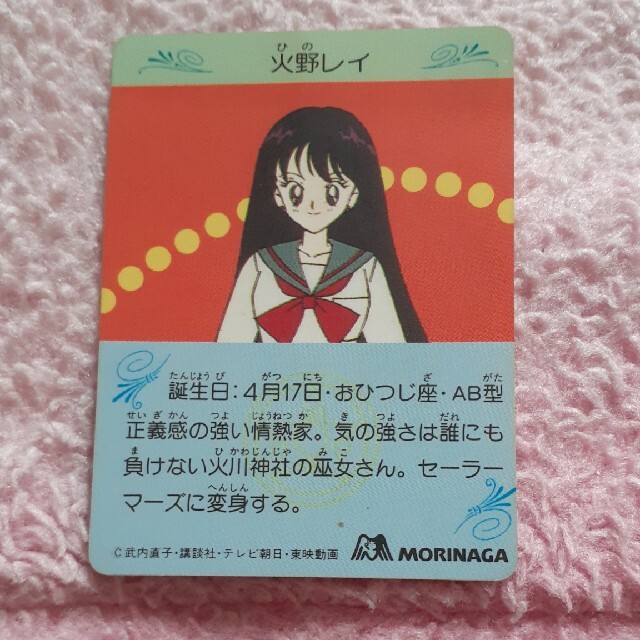 ひの
火野レイ
たんじょうび がつ にち ざ がた
誕生日:4月17日・おひつじ座・AB型
せいぎかん つよ じょうねつか き つよ だれ
正義感の強い情熱家。気の強さは誰にも
ま ひかわじんじゃ みこ
負けない火川神社の巫女さん。セーラー
へんしん
マーズに変身する。
©武内直子・講談社・テレビ朝日・東映動画 MORINAGA